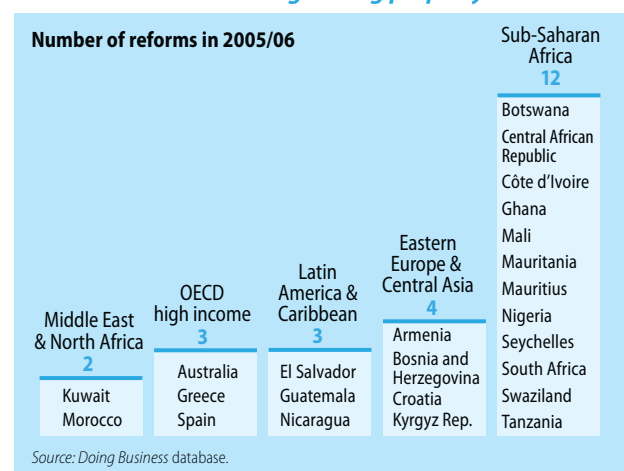 Number of reforms in 2005/06
Middle East
& North Africa
2
Kuwait
Morocco
OECD
high income
3
Australia
Greece
Spain
Latin
America &
Caribbean
3
El Salvador
Guatemala
Nicaragua
Eastern
Europe &
Central Asia
4
Armenia
Bosnia and
Herzegovina
Croatia
Kyrgyz Rep.
Sub-Saharan
Africa
12
Botswana
Central African
Republic
Côte d’Ivoire
Ghana
Mali
Mauritania
Mauritius
Nigeria
Seychelles
South Africa
Swaziland
Tanzania
Source: Doing Business database.